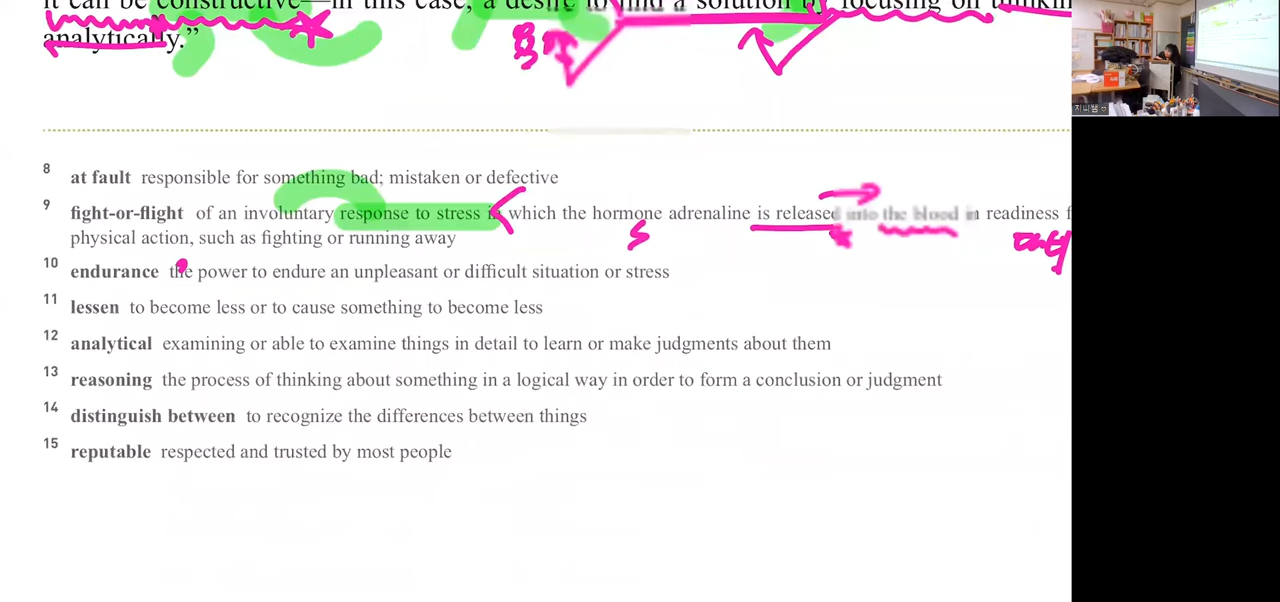 it can be constructive—in this case, a desire to find a solution by focusing on
analytically.”
8 at fault responsible for something bad; mistaken or defective
9 fight-or-flight of an involuntary response to stress in which the hormone adrenaline is released into the blood in readiness
physical action, such as fighting or running away
10 endurance the power to endure an unpleasant or difficult situation or stress
11 lessen to become less or to cause something to become less
12 analytical examining or able to examine things in detail to learn or make judgments about them
13 reasoning the process of thinking about something in a logical way in order to form a conclusion or judgment
14 distinguish between to recognize the differences between things
15 reputable respected and trusted by most people